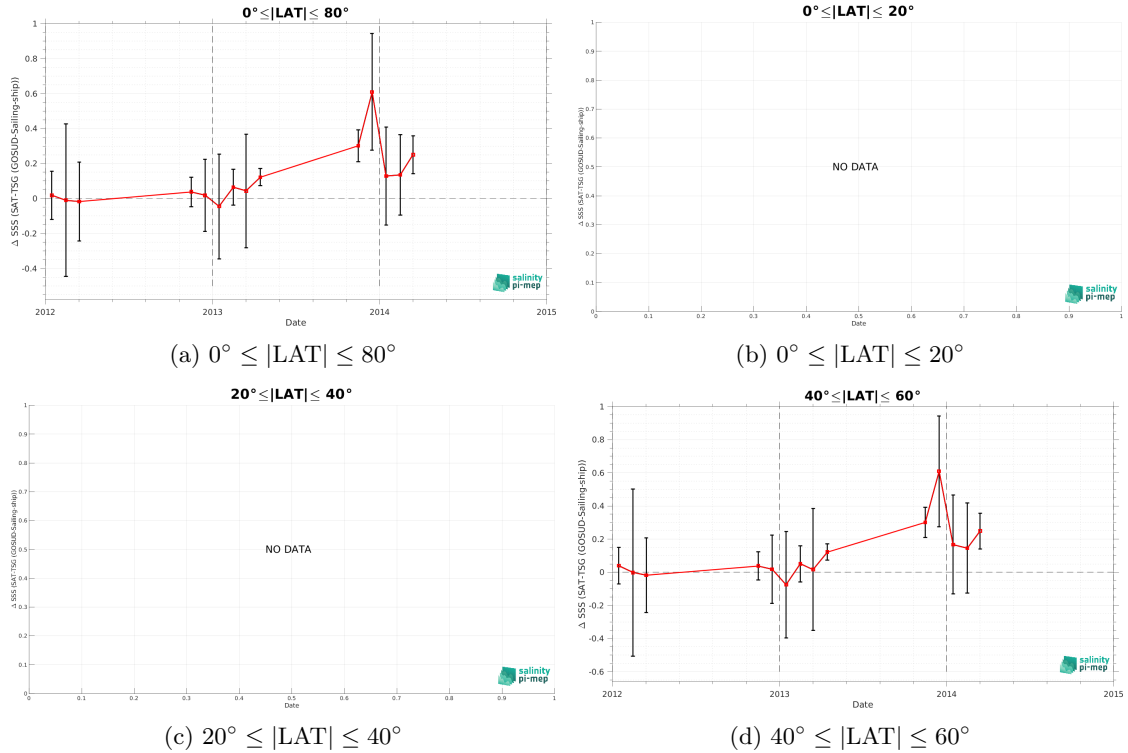 0°≤|LAT|≤ 80°
Δ SSS (SAT-TSG (GOSUD-Sailing-ship))
1
0.8
0.6
0.4
0.2
0
-0.2
-0.4
2012
2013
2014
2015
Date
salinity
pi-mep
(a) 0° ≤ |LAT| ≤ 80°
0°≤|LAT|≤ 20°
Δ SSS (SAT-TSG (GOSUD-Sailing-ship))
1
0.9
0.8
0.7
0.6
0.5
0.4
0.3
0.2
0.1
0
NO DATA
0
0.1
0.2
0.3
0.4
0.5
0.6
0.7
0.8
0.9
1
Date
salinity
pi-mep
(b) 0° ≤ |LAT| ≤ 20°
20°≤|LAT|≤ 40°
Δ SSS (SAT-TSG (GOSUD-Sailing-ship))
1
0.9
0.8
0.7
0.6
0.5
0.4
0.3
0.2
0.1
0
NO DATA
0
0.1
0.2
0.3
0.4
0.5
0.6
0.7
0.8
0.9
1
Date
salinity
pi-mep
(c) 20° ≤ |LAT| ≤ 40°
40°≤|LAT|≤ 60°
Δ SSS (SAT-TSG (GOSUD-Sailing-ship))
1
0.8
0.6
0.4
0.2
0
-0.2
-0.4
-0.6
2012
2013
2014
2015
Date
salinity
pi-mep
(d) 40° ≤ |LAT| ≤ 60°